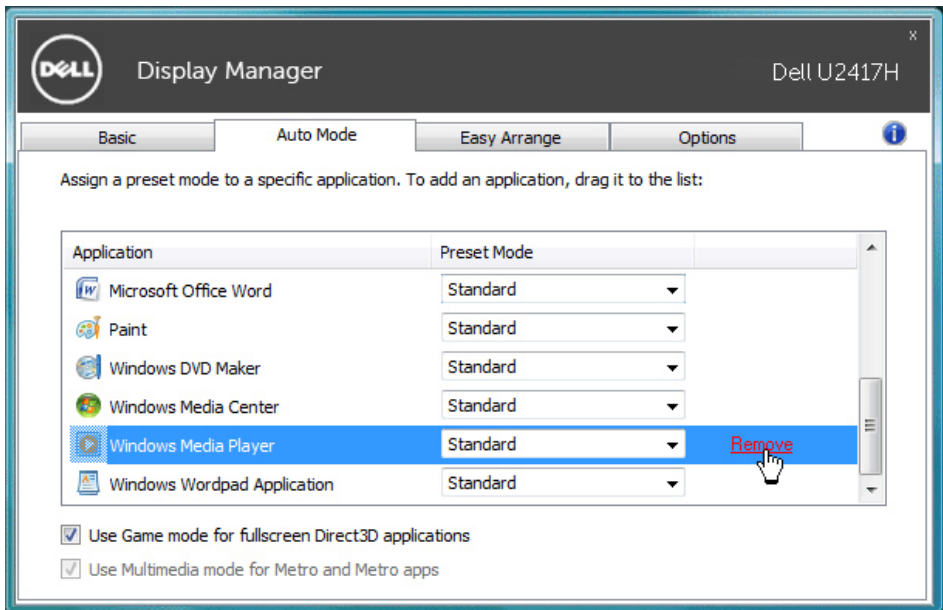 x
DELL Display Manager Dell U2417H
Basic Auto Mode Easy Arrange Options
Assign a preset mode to a specific application. To add an application, drag it to the list:
Application Preset Mode
Microsoft Office Word Standard
Paint Standard
Windows DVD Maker Standard
Windows Media Center Standard
Windows Media Player Standard Remove
Windows Wordpad Application Standard
Use Game mode for fullscreen Direct3D applications
Use Multimedia mode for Metro and Metro apps